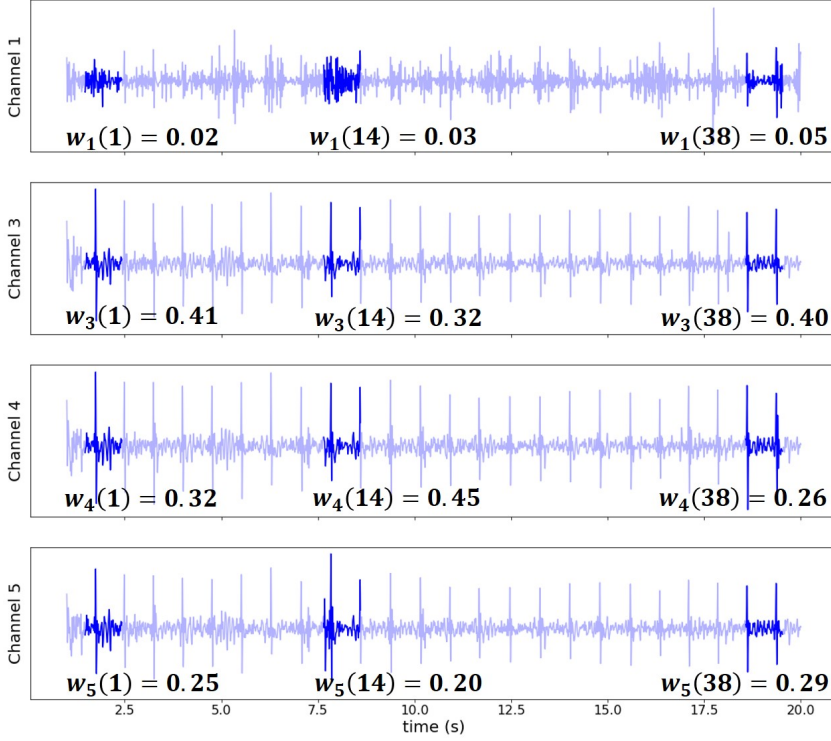 Channel 1
w₁(1) = 0.02 w₁(14) = 0.03 w₁(38) = 0.05
Channel 3
w₃(1) = 0.41 w₃(14) = 0.32 w₃(38) = 0.40
Channel 4
w₄(1) = 0.32 w₄(14) = 0.45 w₄(38) = 0.26
Channel 5
w₅(1) = 0.25 w₅(14) = 0.20 w₅(38) = 0.29
2.5 5.0 7.5 10.0 12.5 15.0 17.5 20.0
time (s)